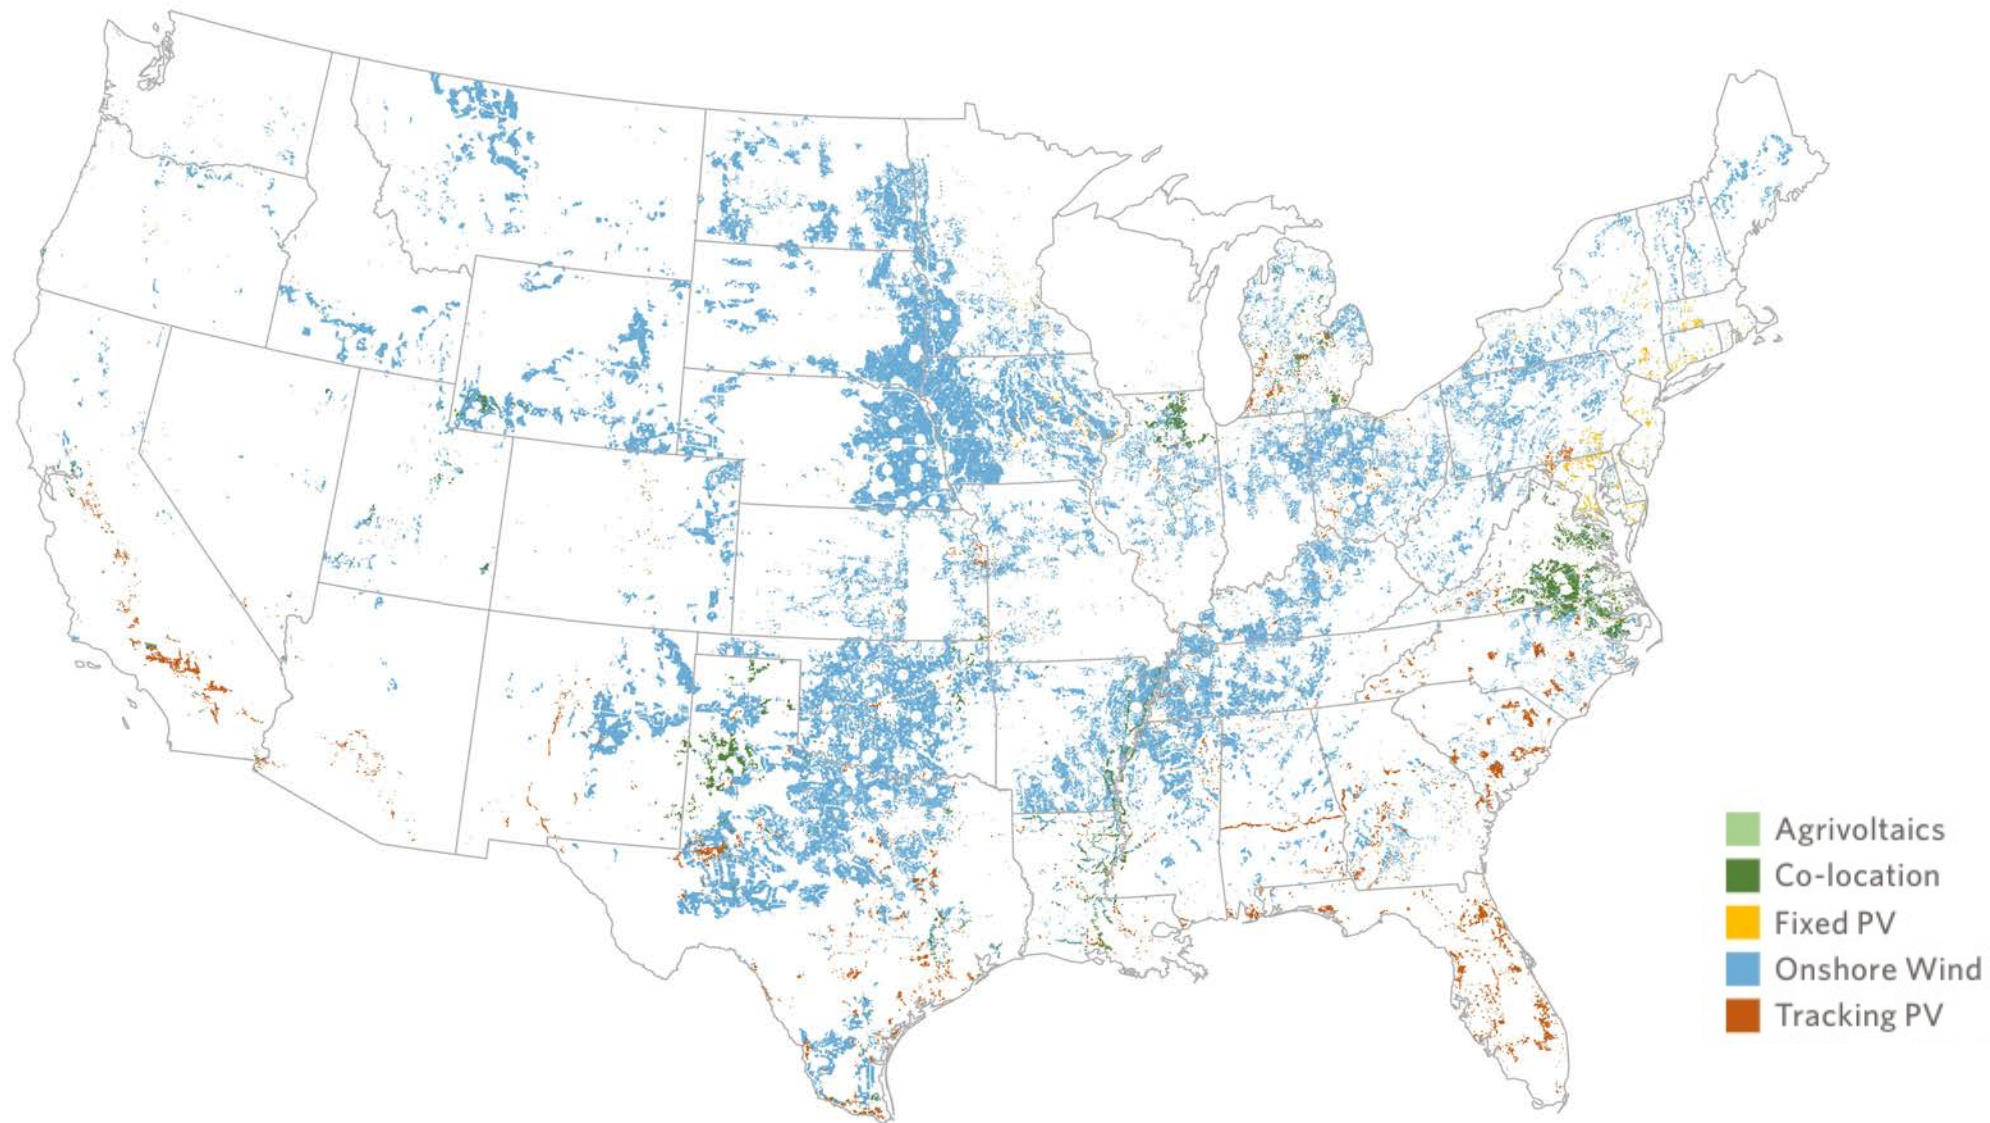 Agrivoltaics
Co-location
Fixed PV
Onshore Wind
Tracking PV